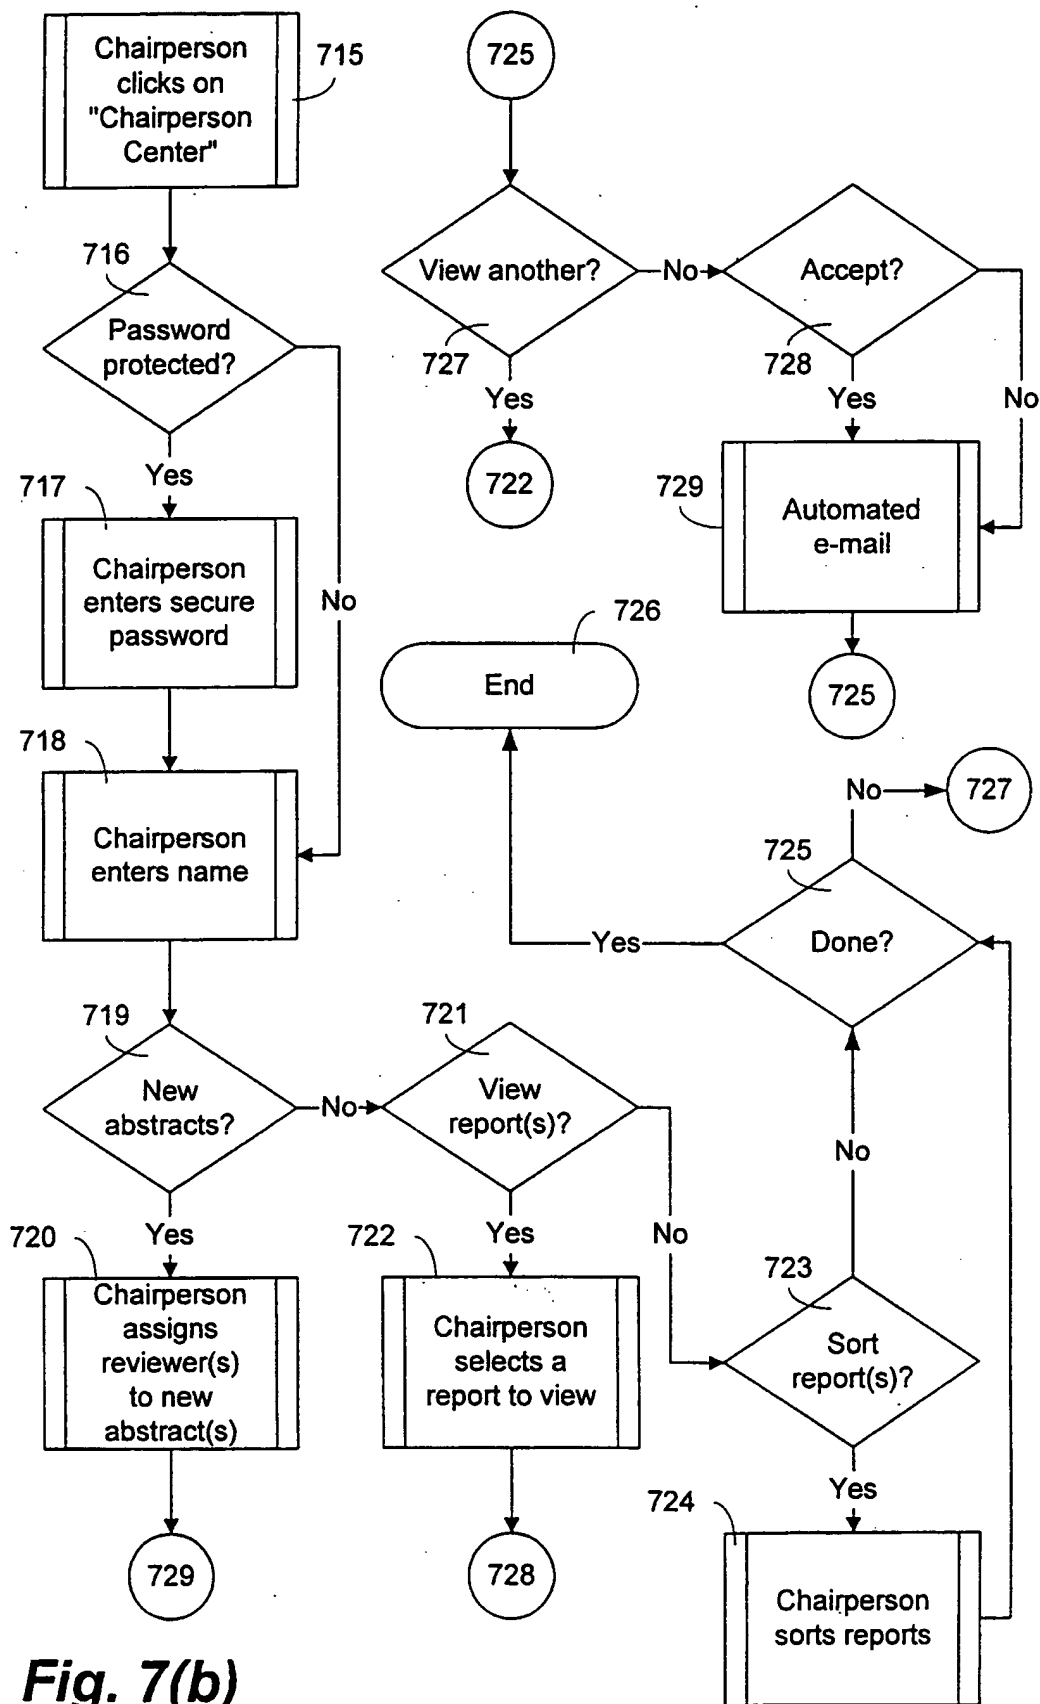 Chairperson
clicks on
"Chairperson
Center"
715
716
Password
protected?
Yes
No
717
Chairperson
enters secure
password
718
Chairperson
enters name
719
New
abstracts?
No
Yes
720
Chairperson
assigns
reviewer(s)
to new
abstract(s)
729
721
View
report(s)?
Yes
No
722
Chairperson
selects a
report to view
728
723
Sort
report(s)?
No
Yes
724
Chairperson
sorts reports
725
Done?
No
727
Yes
726
End
725
View another?
727
No
Yes
722
Accept?
728
Yes
No
729
Automated
e-mail
725
Fig. 7(b)